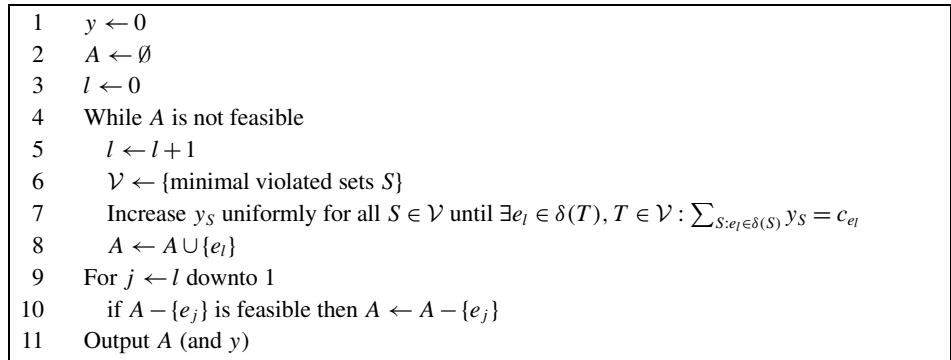 1 y ← 0
2 A ← ∅
3 l ← 0
4 While A is not feasible
5 l ← l + 1
6 𝒱 ← {minimal violated sets S}
7 Increase y_S uniformly for all S ∈ 𝒱 until ∃e_l ∈ δ(T), T ∈ 𝒱 : ∑_{S:e_l∈δ(S)} y_S = c_{e_l}
8 A ← A ∪ {e_l}
9 For j ← l downto 1
10 if A − {e_j} is feasible then A ← A − {e_j}
11 Output A (and y)